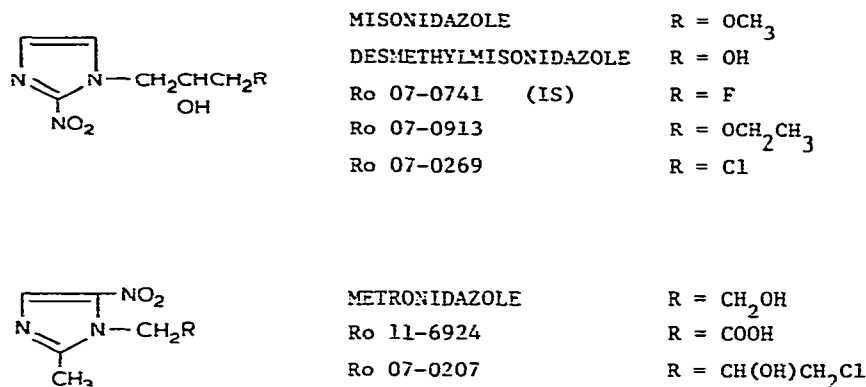 MISONIDAZOLE R = OCH3
DESMETHYLMISONIDAZOLE R = OH
Ro 07-0741 (IS) R = F
Ro 07-0913 R = OCH2CH3
Ro 07-0269 R = Cl
N N—CH2CHCH2R
OH
NO2
METRONIDAZOLE R = CH2OH
Ro 11-6924 R = COOH
Ro 07-0207 R = CH(OH)CH2Cl
NO2
N N—CH2R
CH3